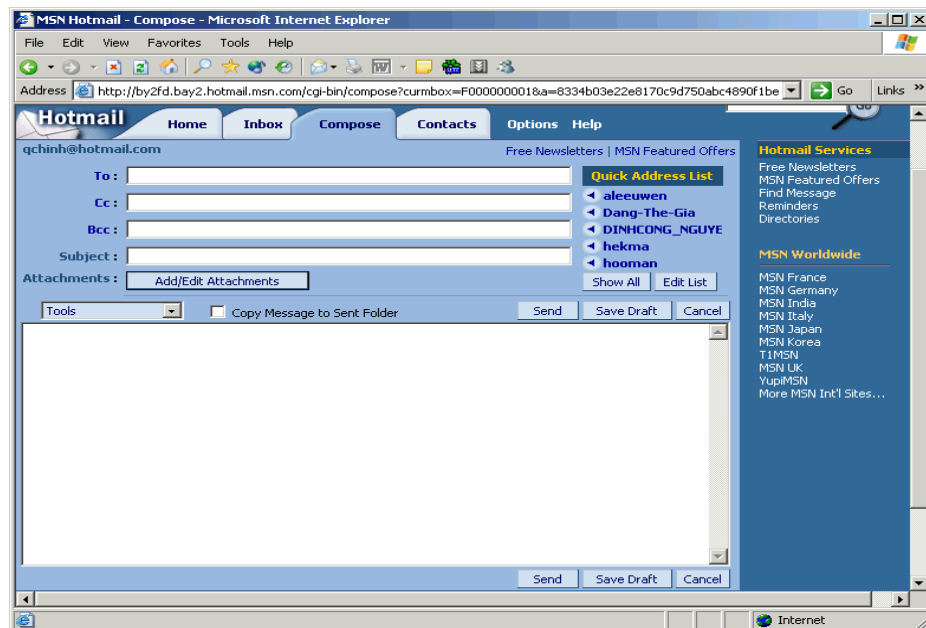 MSN Hotmail - Compose - Microsoft Internet Explorer
File Edit View Favorites Tools Help
Address http://by2fd.bay2.hotmail.msn.com/cgi-bin/compose?curmbox=F000000001&a=8334b03e22e8170c9d750abc4890f1be Go Links »
Hotmail Home Inbox Compose Contacts Options Help
qchinh@hotmail.com Free Newsletters | MSN Featured Offers
To :
Cc :
Bcc :
Subject :
Attachments : Add/Edit Attachments
Quick Address List
aleeuwen
Dang-The-Gia
DINHCONG_NGUYE
hekma
hooman
Show All Edit List
Tools Copy Message to Sent Folder Send Save Draft Cancel
Send Save Draft Cancel
Hotmail Services
Free Newsletters
MSN Featured Offers
Find Message
Reminders
Directories
MSN Worldwide
MSN France
MSN Germany
MSN India
MSN Italy
MSN Japan
MSN Korea
T1MSN
MSN UK
YupiMSN
More MSN Int'l Sites...
Internet